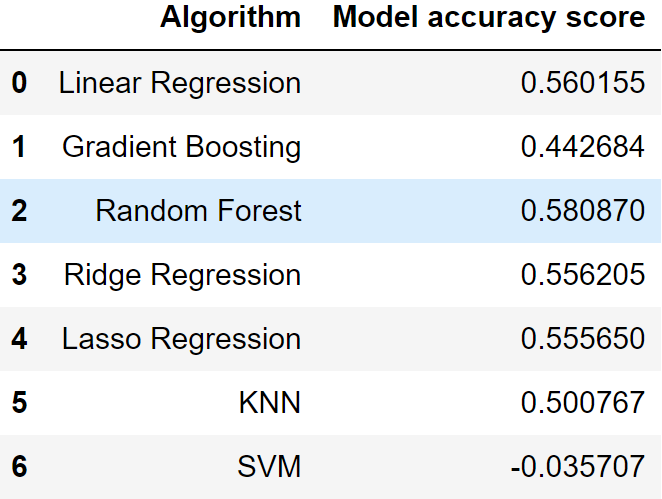 Algorithm Model accuracy score
0 Linear Regression 0.560155
1 Gradient Boosting 0.442684
2 Random Forest 0.580870
3 Ridge Regression 0.556205
4 Lasso Regression 0.555650
5 KNN 0.500767
6 SVM -0.035707